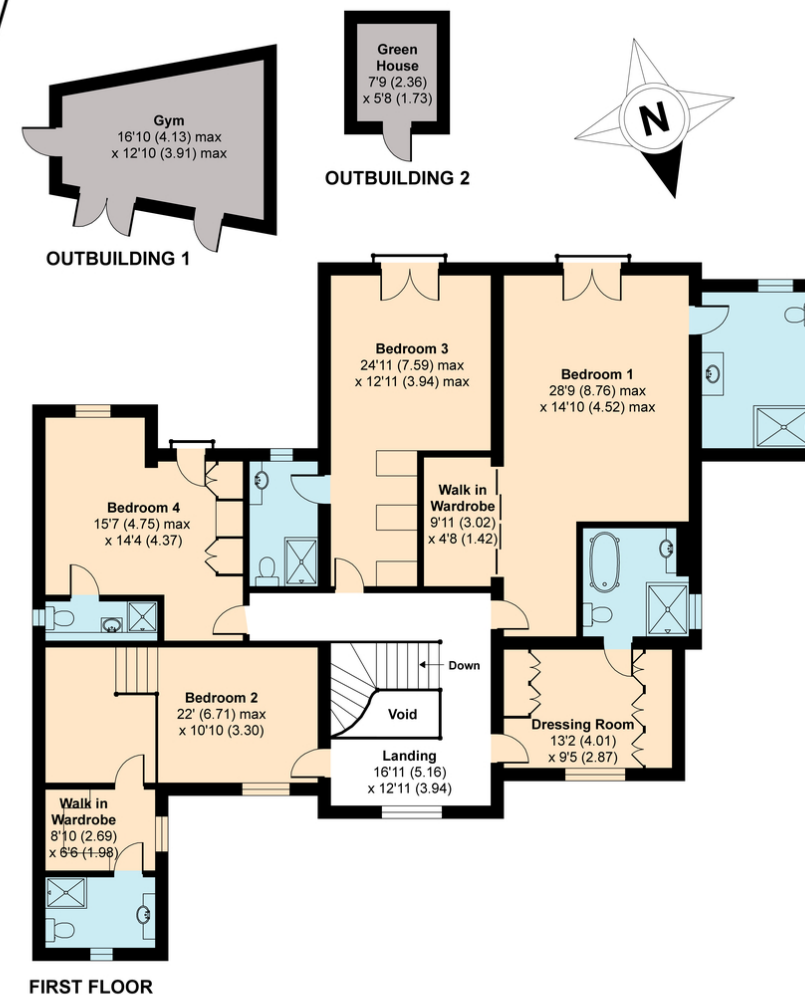 Green
House
7'9 (2.36)
x 5'8 (1.73)
Gym
16'10 (4.13) max
x 12'10 (3.91) max
N
OUTBUILDING 2
OUTBUILDING 1
Bedroom 3
24'11 (7.59) max
x 12'11 (3.94) max
Bedroom 1
28'9 (8.76) max
x 14'10 (4.52) max
Walk in
Wardrobe
9'11 (3.02)
x 4'8 (1.42)
Bedroom 4
15'7 (4.75) max
x 14'4 (4.37)
Down
Bedroom 2
22' (6.71) max
x 10'10 (3.30)
Void
Dressing Room
13'2 (4.01)
x 9'5 (2.87)
Landing
16'11 (5.16)
x 12'11 (3.94)
Walk in
Wardrobe
8'10 (2.69)
x 6'6 (1.98)
FIRST FLOOR